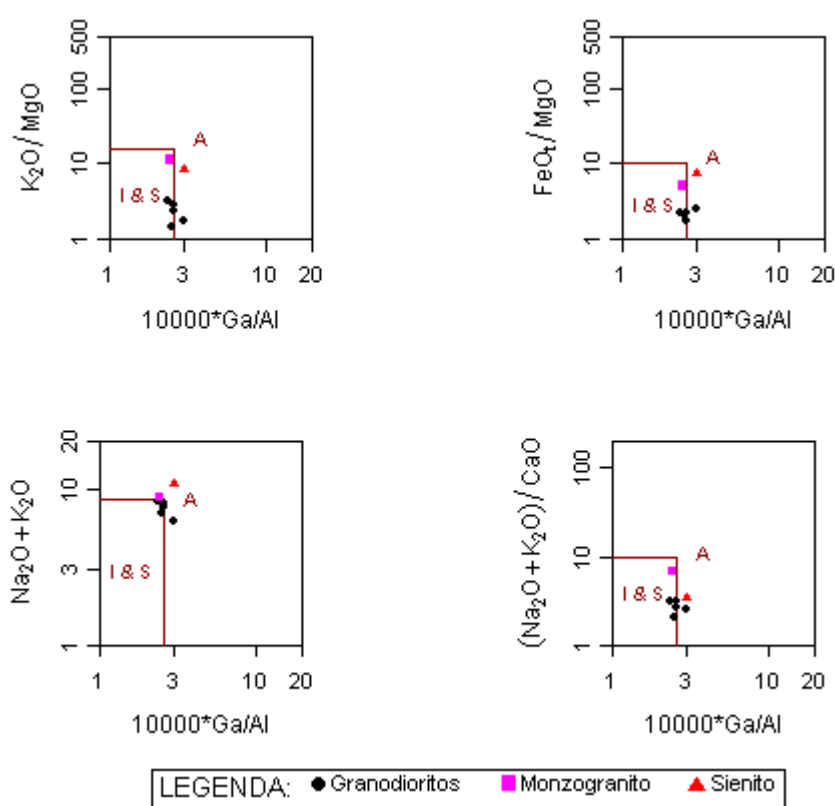 K₂O/MgO
500
100
10
1
A
I & S
1 3 10 20
10000*Ga/Al
FeOₜ/MgO
500
100
10
1
A
I & S
1 3 10 20
10000*Ga/Al
Na₂O+K₂O
20
10
3
1
A
I & S
1 3 10 20
10000*Ga/Al
(Na₂O+K₂O)/CaO
100
10
1
A
I & S
1 3 10 20
10000*Ga/Al
LEGENDA: Granodioritos Monzogranito Sienito